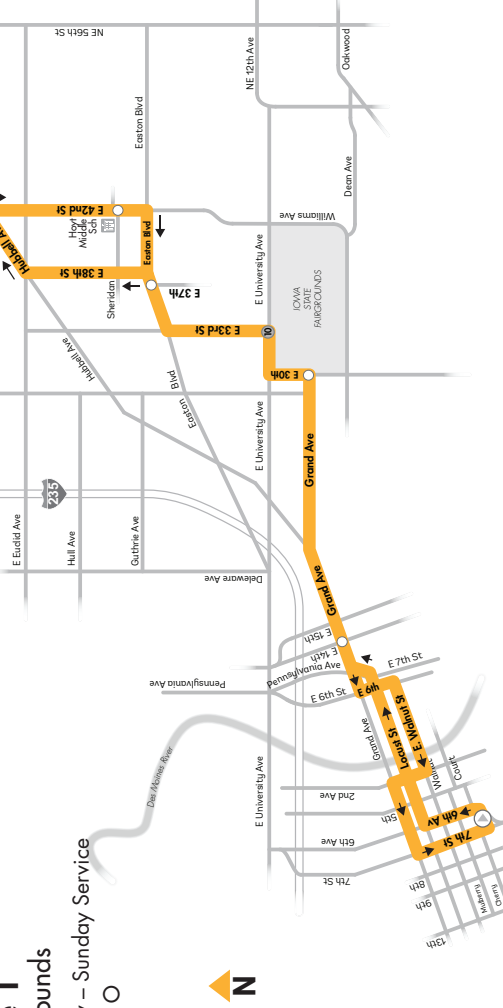 NE 56th St
Easton Blvd
NE 12th Ave
Oakwood
Dean Ave
Williams Ave
E University Ave
IOWA
STATE
FAIRGROUNDS
E 42nd St
Hoyt
Middle
Sch
Easton Blvd
Hubbell A
E 38th St
Sheridan
E 37th
E 33rd St
10
E 30th
Hubbell Ave
Easton
Blvd
E University Ave
Grand Ave
235
E Euclid Ave
Hull Ave
Guthrie Ave
Deleware Ave
Grand Ave
E 15th
E 14th
Pennsylvania Ave
Pennsylvania Ave
E 7th St
E 6th St
E 6th
Grand Ave
Locust St
E. Walnut St
Walnut
Court
Des Moines River
E University Ave
2nd Ave
5th
6th Ave
6th Av
7th St
7th St
8th
9th
13th
Mulberry
Cherry
ounds
– Sunday Service
N